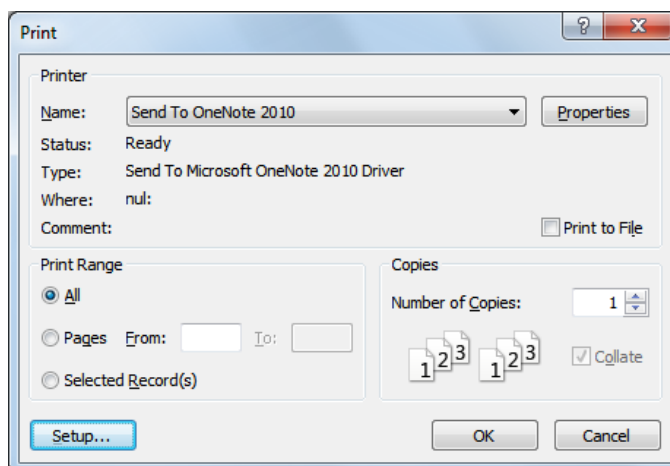 Print
?
Printer
Name: Send To OneNote 2010 Properties
Status: Ready
Type: Send To Microsoft OneNote 2010 Driver
Where: nul:
Comment: Print to File
Print Range
All
Pages From: To:
Selected Record(s)
Copies
Number of Copies: 1
1 2 3 1 2 3 Collate
Setup... OK Cancel